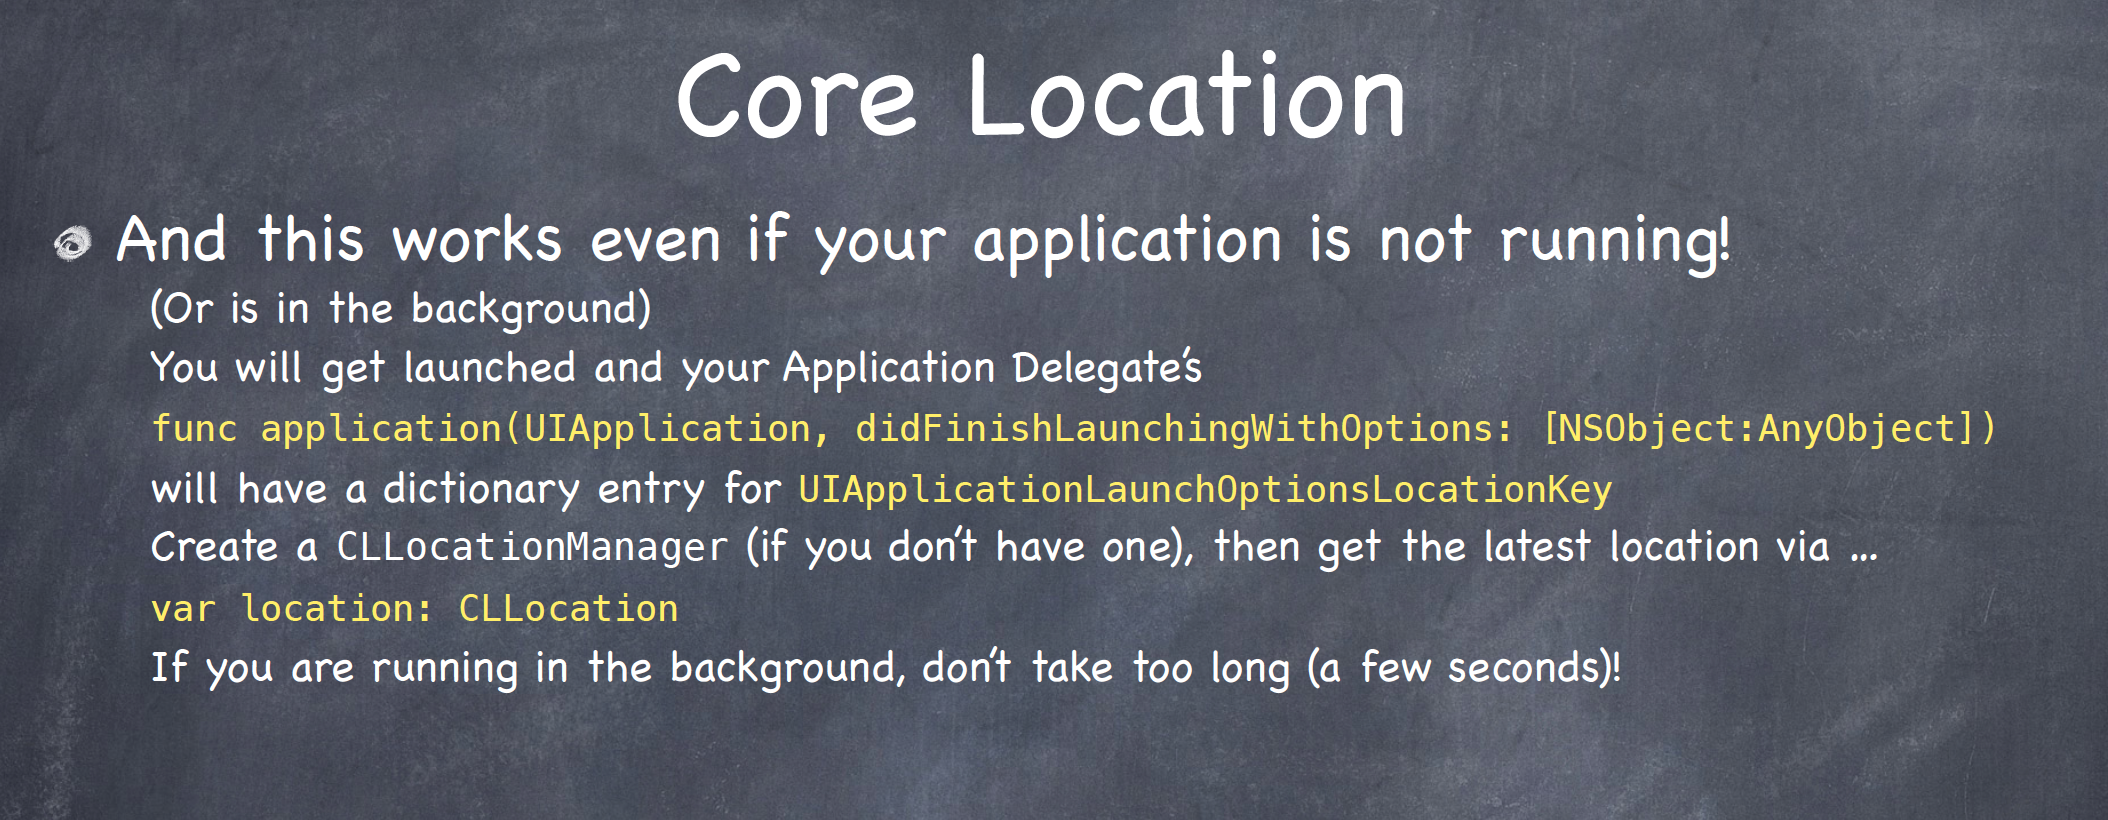 Core Location
And this works even if your application is not running!
(Or is in the background)
You will get launched and your Application Delegate’s
func application(UIApplication, didFinishLaunchingWithOptions: [NSObject:AnyObject])
will have a dictionary entry for UIApplicationLaunchOptionsLocationKey
Create a CLLocationManager (if you don’t have one), then get the latest location via ...
var location: CLLocation
If you are running in the background, don’t take too long (a few seconds)!